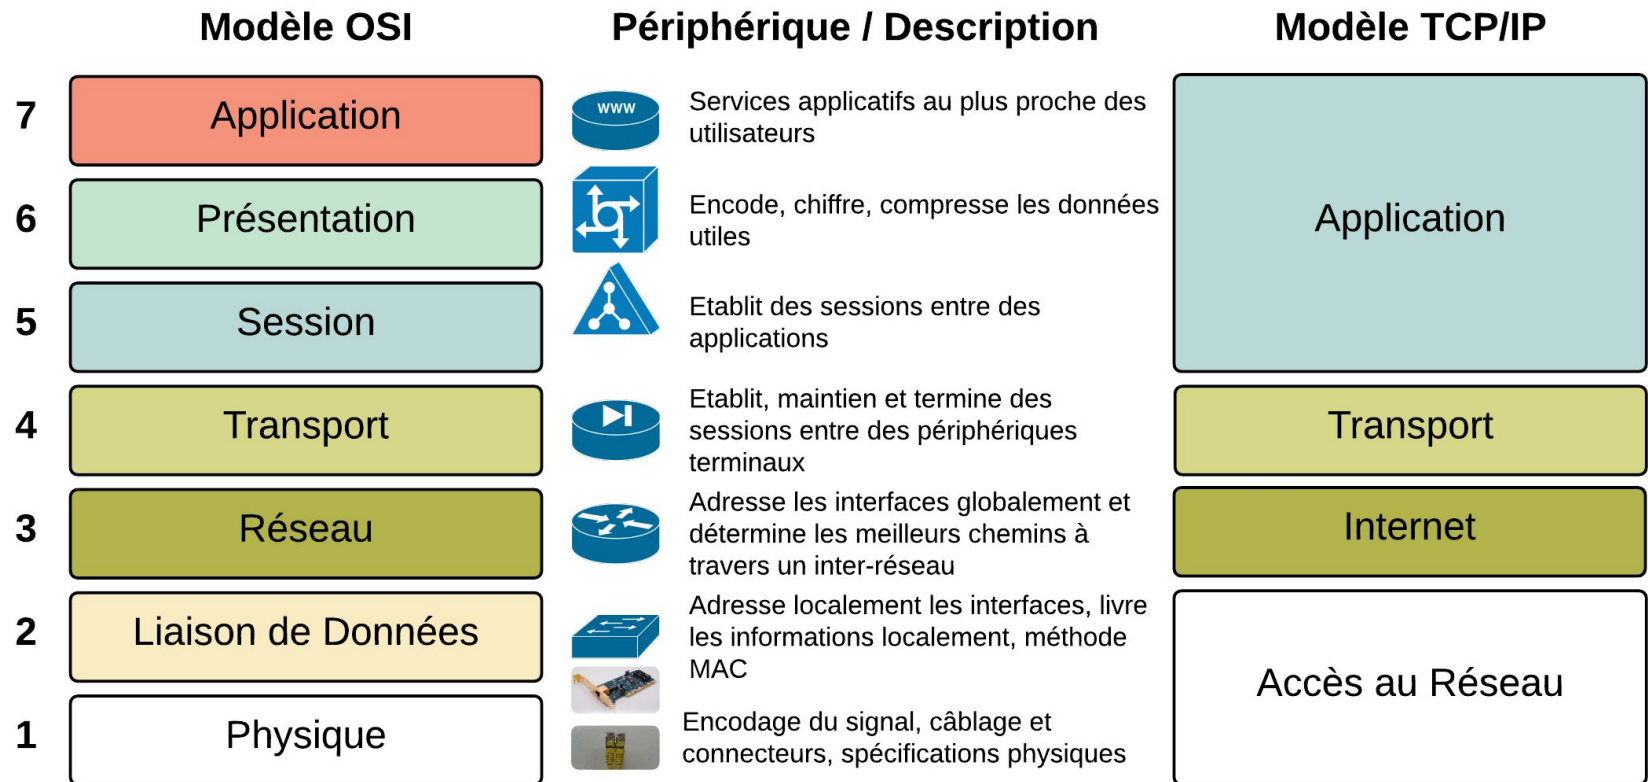 Modèle OSI
Périphérique / Description
Modèle TCP/IP
7
Application
www
Services applicatifs au plus proche des
utilisateurs
6
Présentation
Encode, chiffre, compresse les données
utiles
Application
5
Session
Etablit des sessions entre des
applications
4
Transport
Etablit, maintien et termine des
sessions entre des périphériques
terminaux
Transport
3
Réseau
Adresse les interfaces globalement et
détermine les meilleurs chemins à
travers un inter-réseau
Internet
2
Liaison de Données
Adresse localement les interfaces, livre
les informations localement, méthode
MAC
Accès au Réseau
1
Physique
Encodage du signal, câblage et
connecteurs, spécifications physiques